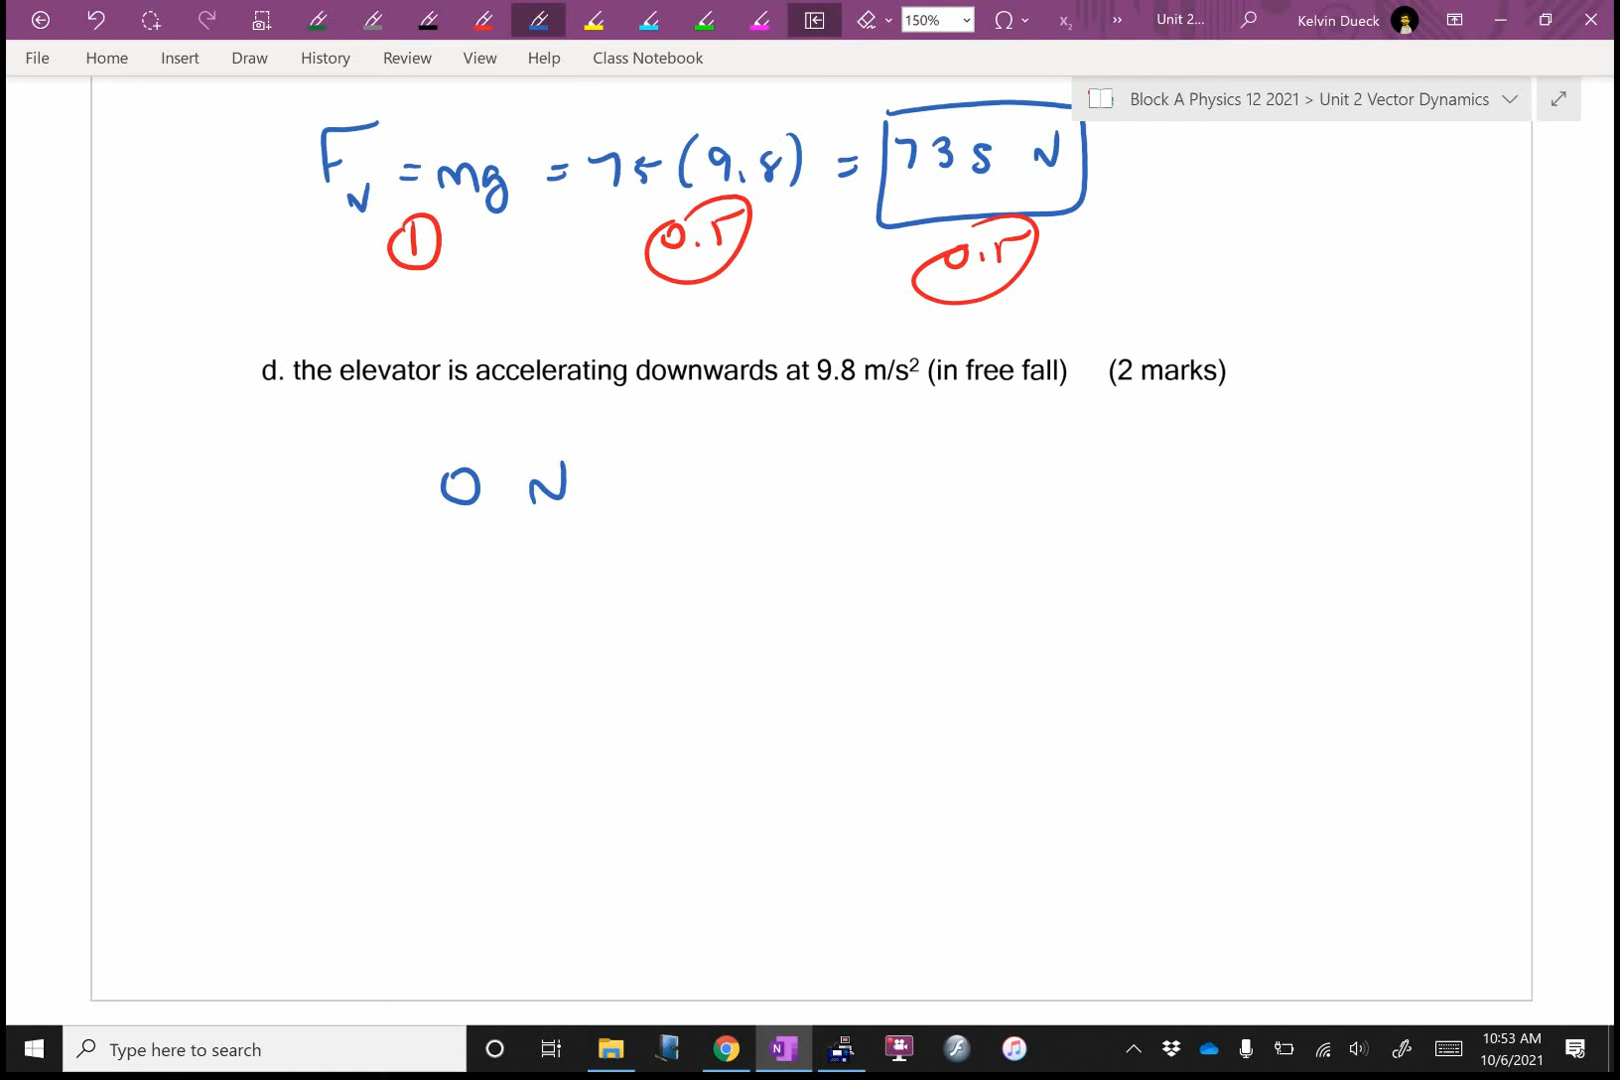 150% Unit 2... Kelvin Dueck
File Home Insert Draw History Review View Help Class Notebook
Block A Physics 12 2021 > Unit 2 Vector Dynamics
F_N = mg = 75 (9.8) = 735 N
① 0.5 0.5
d. the elevator is accelerating downwards at 9.8 m/s² (in free fall) (2 marks)
0 N
Type here to search
10:53 AM
10/6/2021